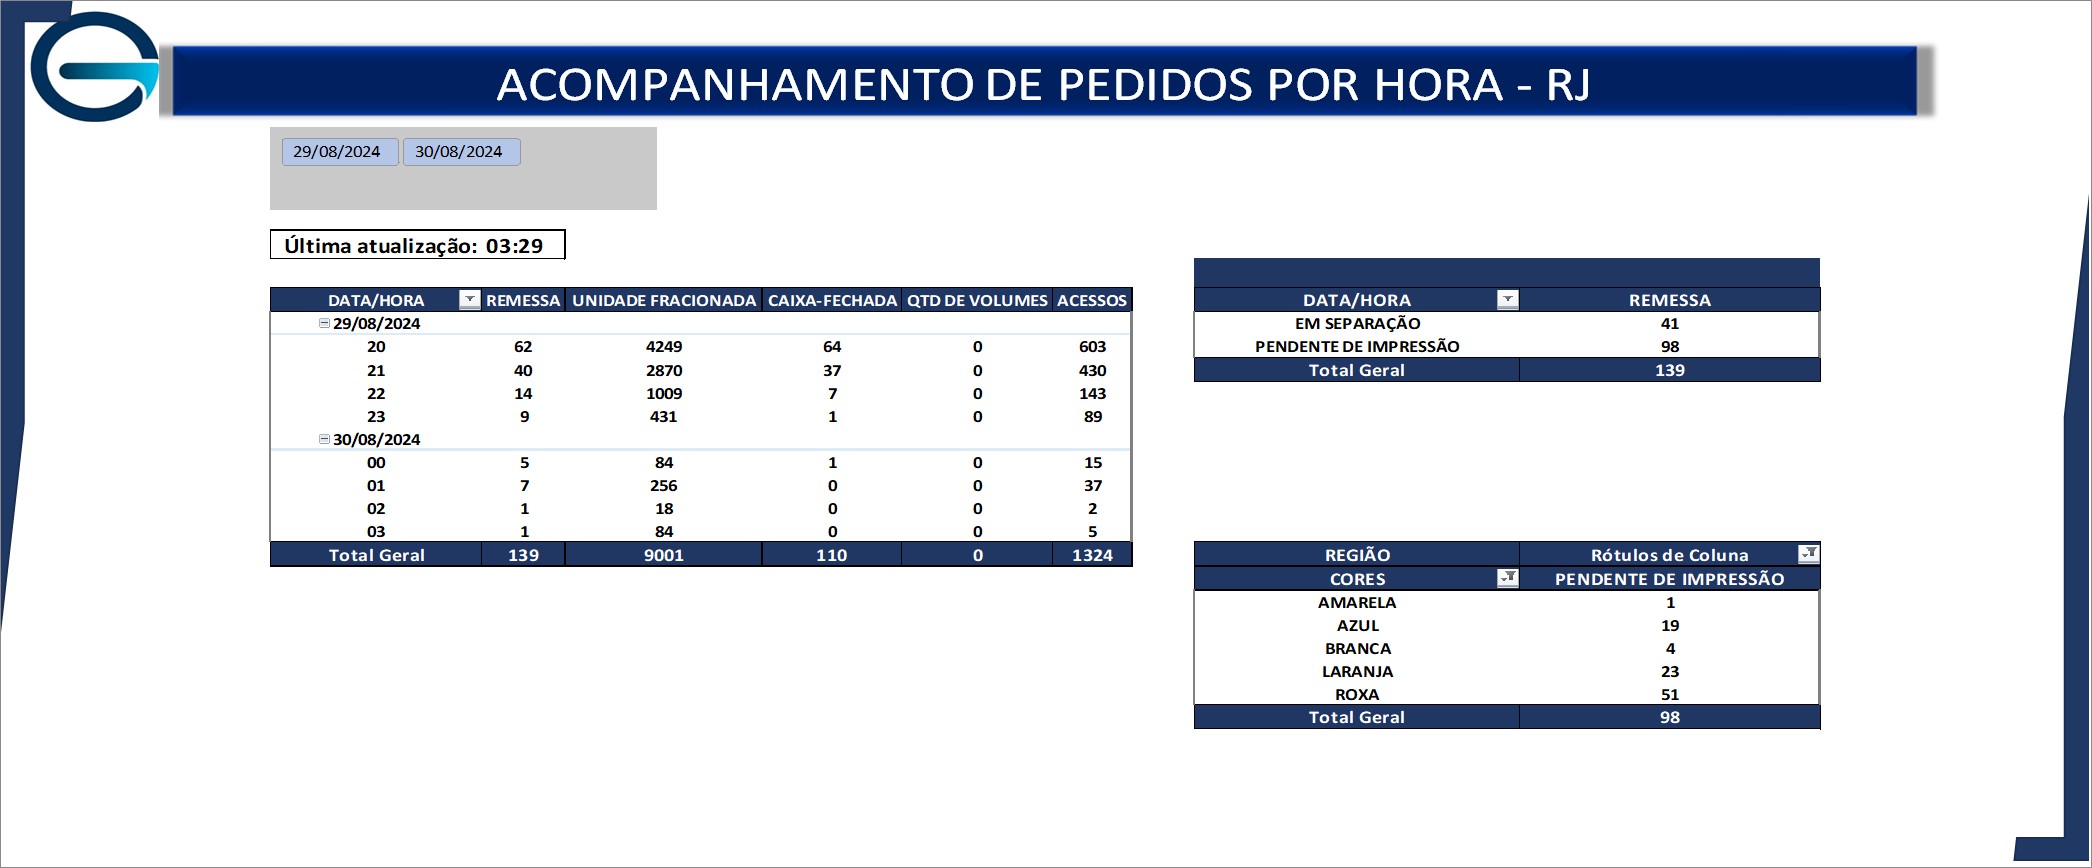 ACOMPANHAMENTO DE PEDIDOS POR HORA - RJ
29/08/2024 30/08/2024
Última atualização: 03:29
DATA/HORA REMESSA UNIDADE FRACIONADA CAIXA-FECHADA QTD DE VOLUMES ACESSOS
29/08/2024
20 62 4249 64 0 603
21 40 2870 37 0 430
22 14 1009 7 0 143
23 9 431 1 0 89
30/08/2024
00 5 84 1 0 15
01 7 256 0 0 37
02 1 18 0 0 2
03 1 84 0 0 5
Total Geral 139 9001 110 0 1324
DATA/HORA REMESSA
EM SEPARAÇÃO 41
PENDENTE DE IMPRESSÃO 98
Total Geral 139
REGIÃO Rótulos de Coluna
CORES PENDENTE DE IMPRESSÃO
AMARELA 1
AZUL 19
BRANCA 4
LARANJA 23
ROXA 51
Total Geral 98